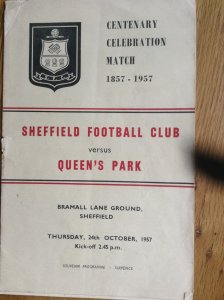 CENTENARY
CELEBRATION
MATCH
1857 - 1957
SHEFFIELD FOOTBALL CLUB
versus
QUEEN'S PARK
BRAMALL LANE GROUND,
SHEFFIELD
THURSDAY, 24th OCTOBER, 1957
Kick-off 2.45 p.m.
SOUVENIR PROGRAMME - SIXPENCE